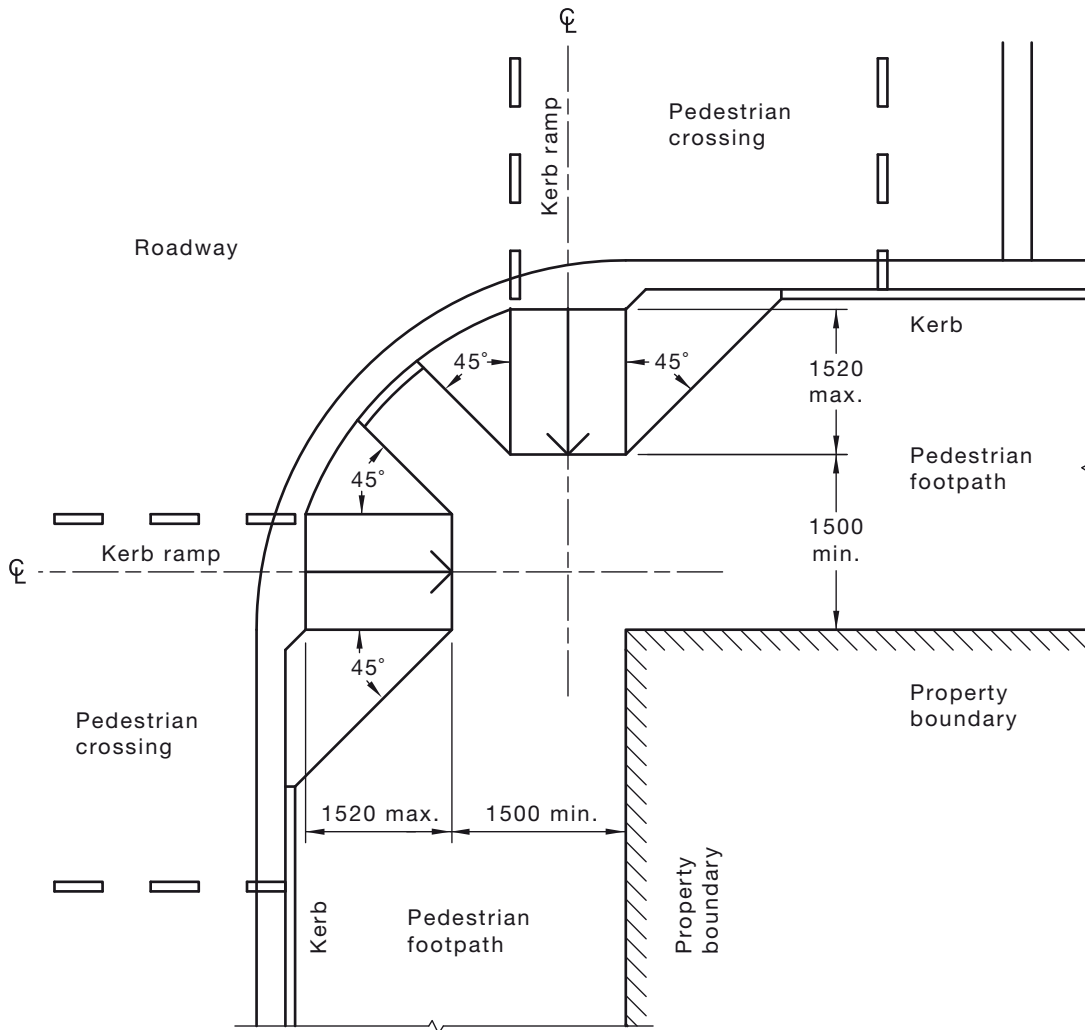 ℄
Kerb ramp
Pedestrian
crossing
Roadway
Kerb
45°
45°
1520
max.
Pedestrian
footpath
45°
1500
min.
Kerb ramp
℄
45°
Pedestrian
crossing
Property
boundary
1520 max.
1500 min.
Kerb
Pedestrian
footpath
Property
boundary